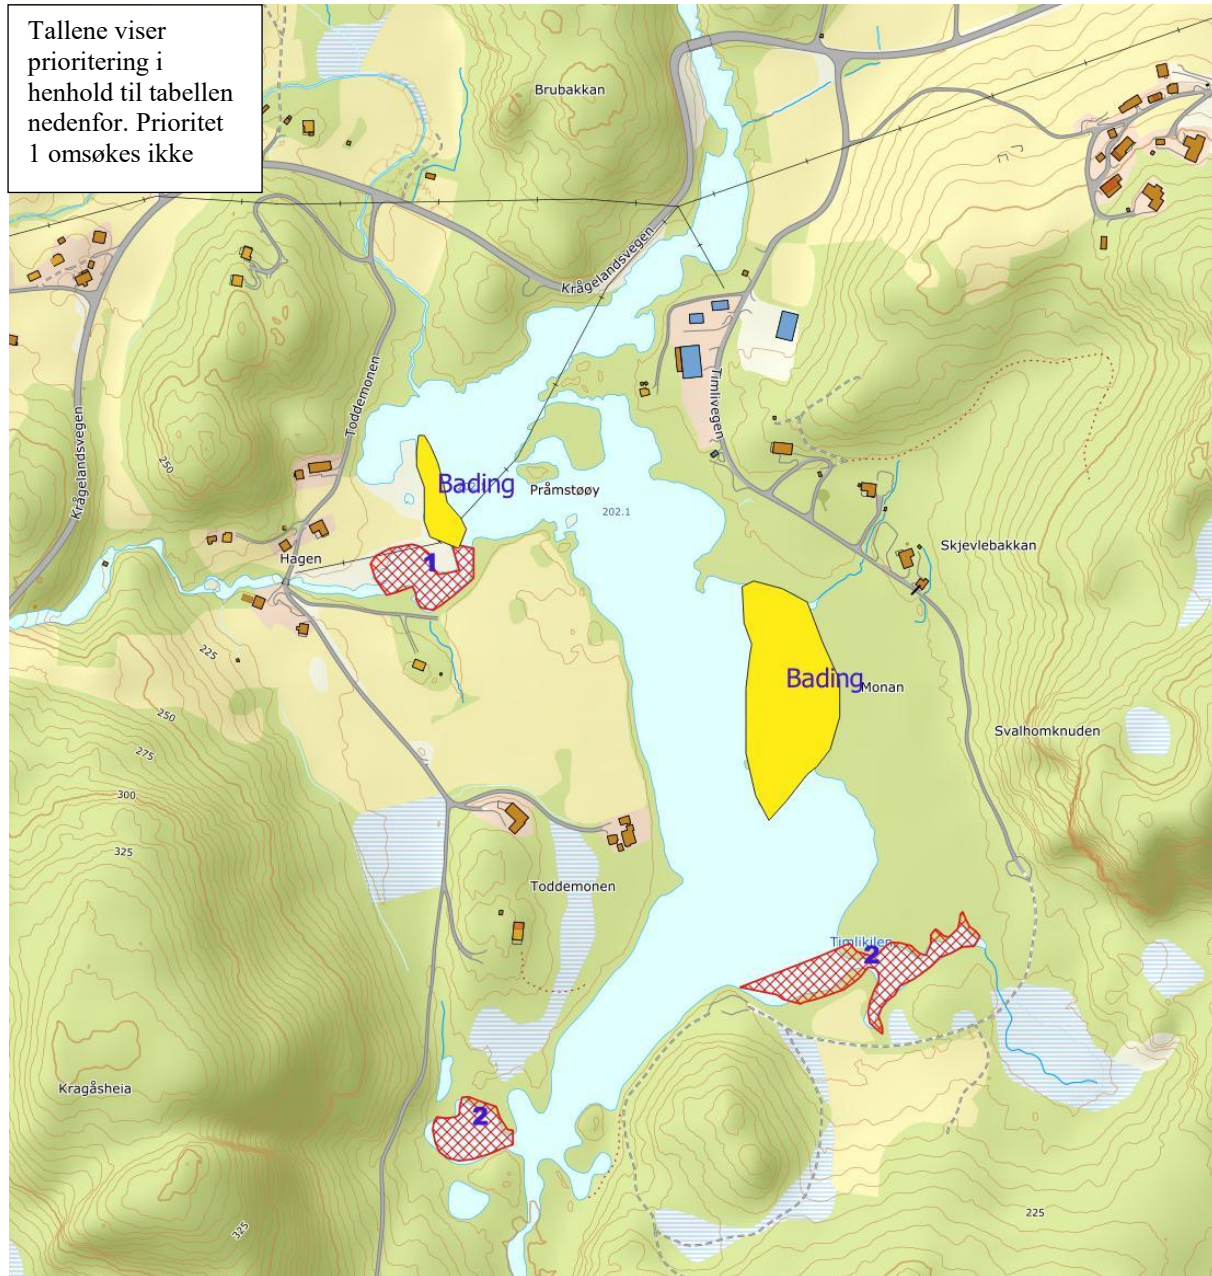 Tallene viser
prioritering i
henhold til tabellen
nedenfor. Prioritet
1 omsøkes ikke
Brubakkan
Krågelandsvegen
Toddemonen
Timlivegen
Krågelandsvegen
250
Bading
Pråmstøøy
202.1
Hagen
1
Skjevlebakkan
225
Bading
Monan
250
Svalhomknuden
275
300
325
Toddemonen
Timlikilen
2
Kragåsheia
2
225
325